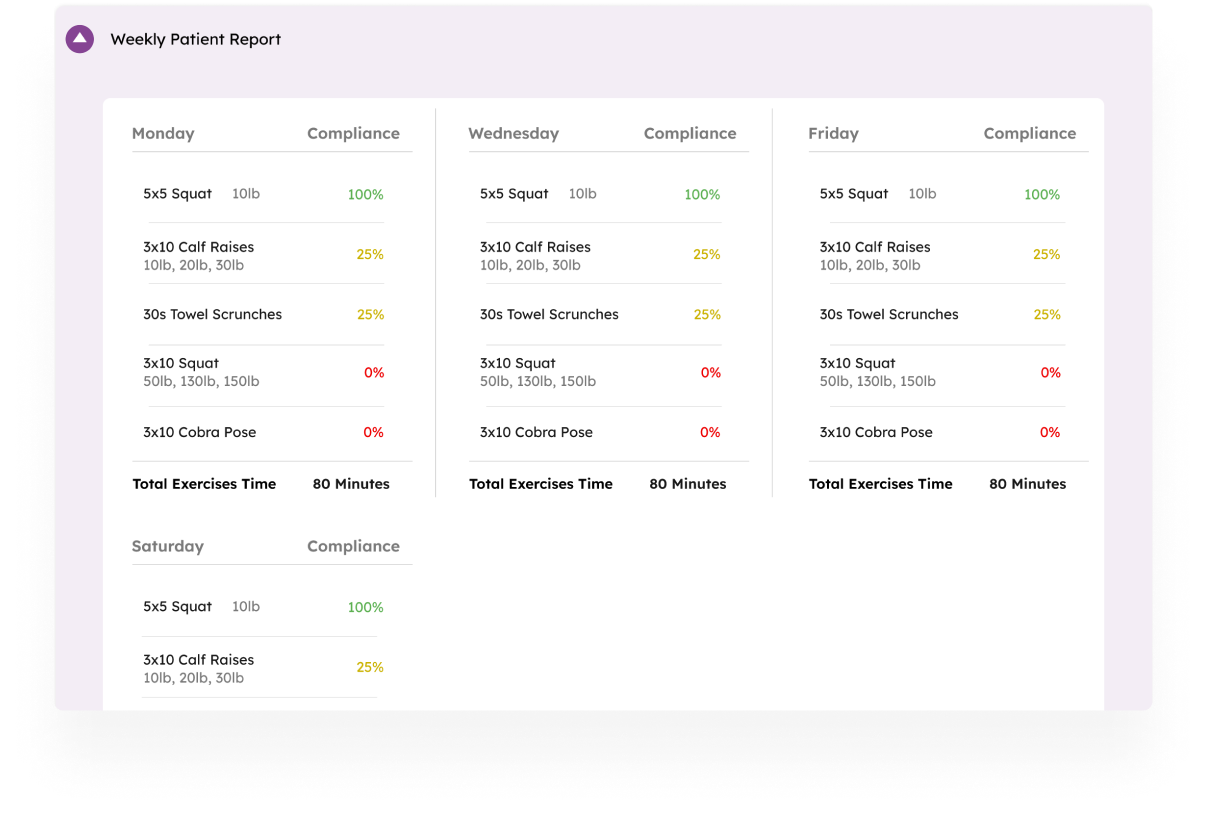 Weekly Patient Report
Monday Compliance
5x5 Squat 10lb 100%
3x10 Calf Raises
10lb, 20lb, 30lb
25%
30s Towel Scrunches 25%
3x10 Squat
50lb, 130lb, 150lb
0%
3x10 Cobra Pose 0%
Total Exercises Time 80 Minutes
Wednesday Compliance
5x5 Squat 10lb 100%
3x10 Calf Raises
10lb, 20lb, 30lb
25%
30s Towel Scrunches 25%
3x10 Squat
50lb, 130lb, 150lb
0%
3x10 Cobra Pose 0%
Total Exercises Time 80 Minutes
Friday Compliance
5x5 Squat 10lb 100%
3x10 Calf Raises
10lb, 20lb, 30lb
25%
30s Towel Scrunches 25%
3x10 Squat
50lb, 130lb, 150lb
0%
3x10 Cobra Pose 0%
Total Exercises Time 80 Minutes
Saturday Compliance
5x5 Squat 10lb 100%
3x10 Calf Raises
10lb, 20lb, 30lb
25%